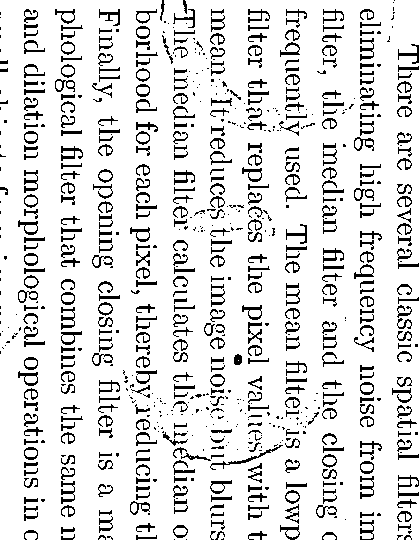 There are several classic spatial filters
eliminating high frequency noise from im
filter, the median filter and the closing o
frequently used. The mean filter is a lowp
filter that replaces the pixel values with t
mean. It reduces the image noise but blurs
The median filter calculates the median o
borhood for each pixel, thereby reducing th
Finally, the opening closing filter is a ma
phological filter that combines the same n
and dilation morphological operations in o